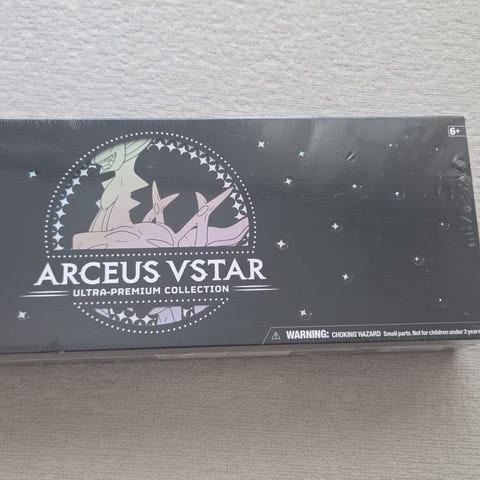 6+
ARCEUS VSTAR
ULTRA-PREMIUM COLLECTION
WARNING: CHOKING HAZARD Small parts. Not for children under 3 years